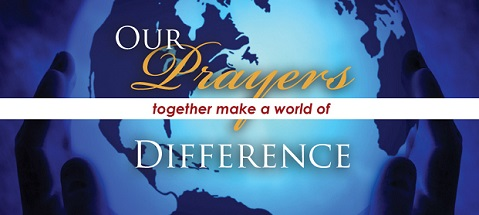 Our
Prayers
together make a world of
Difference